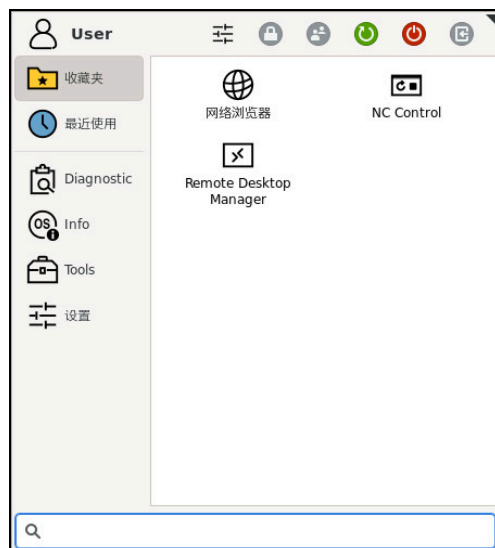 User
收藏夹
最近使用
Diagnostic
Info
Tools
设置
网络浏览器
NC Control
Remote Desktop
Manager
OS